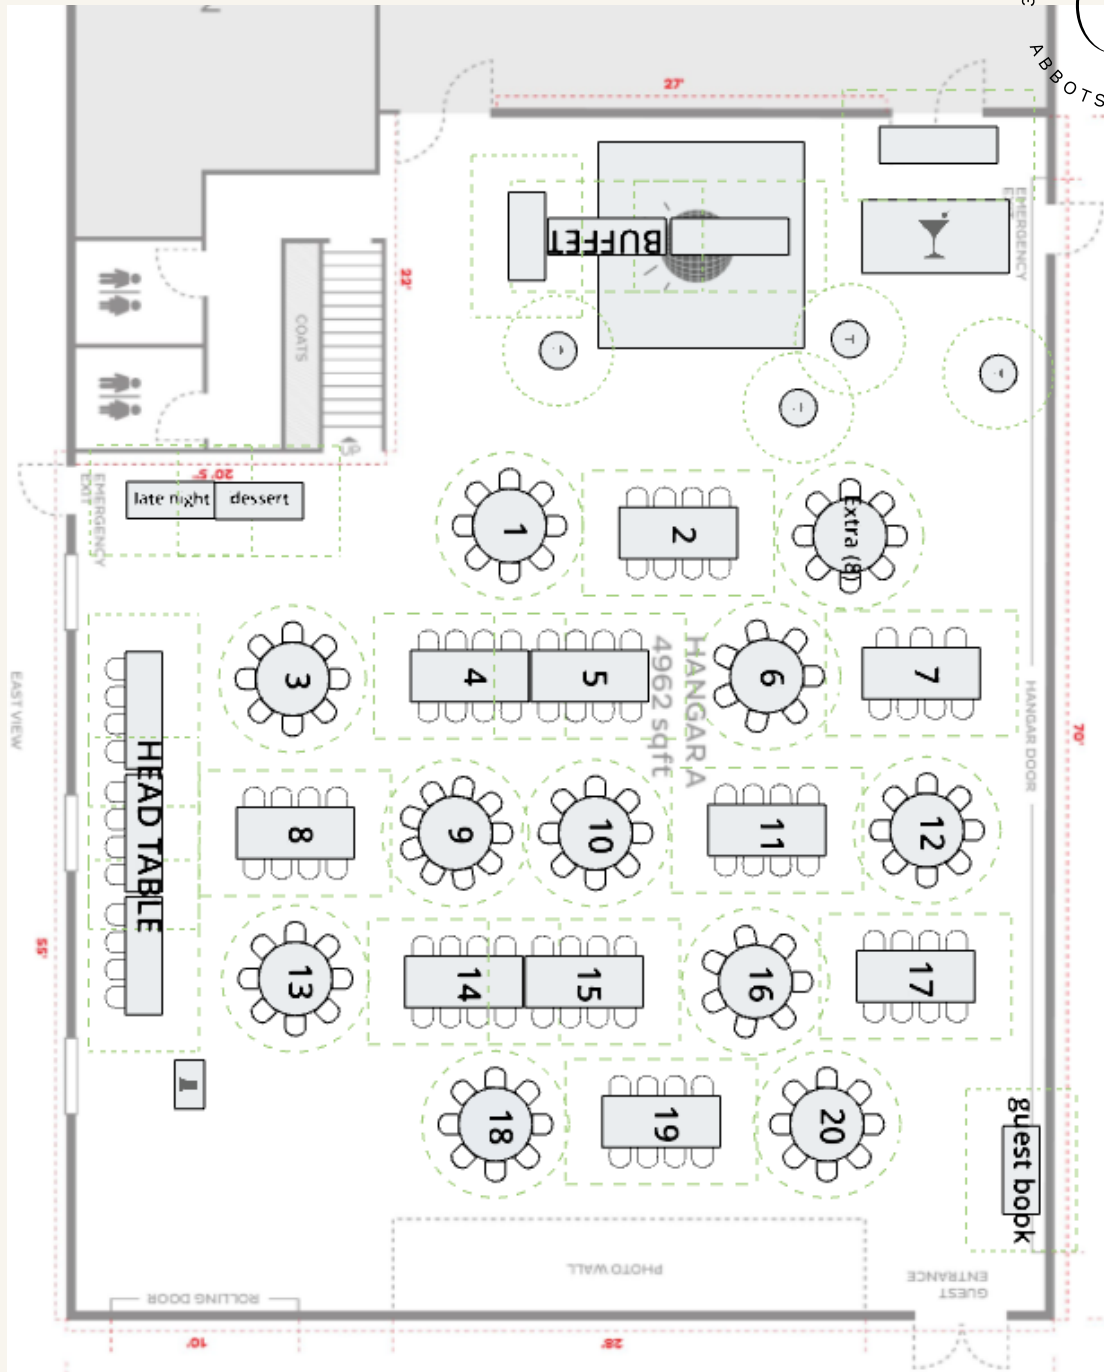 ABBOTS
27'
EMERGENCY
BUFFET
22'
COATS
UP
20' 5"
EMERGENCY
EXIT
late night
dessert
1
2
Extra (8)
3
4
5
6
7
HANGAR A
4962 sqft
EAST VIEW
HEAD TABLE
HANGAR DOOR
70'
8
9
10
11
12
55'
13
14
15
16
17
18
19
20
guest book
PHOTO WALL
GUEST
ENTRANCE
ROLLING DOOR
10'
28'